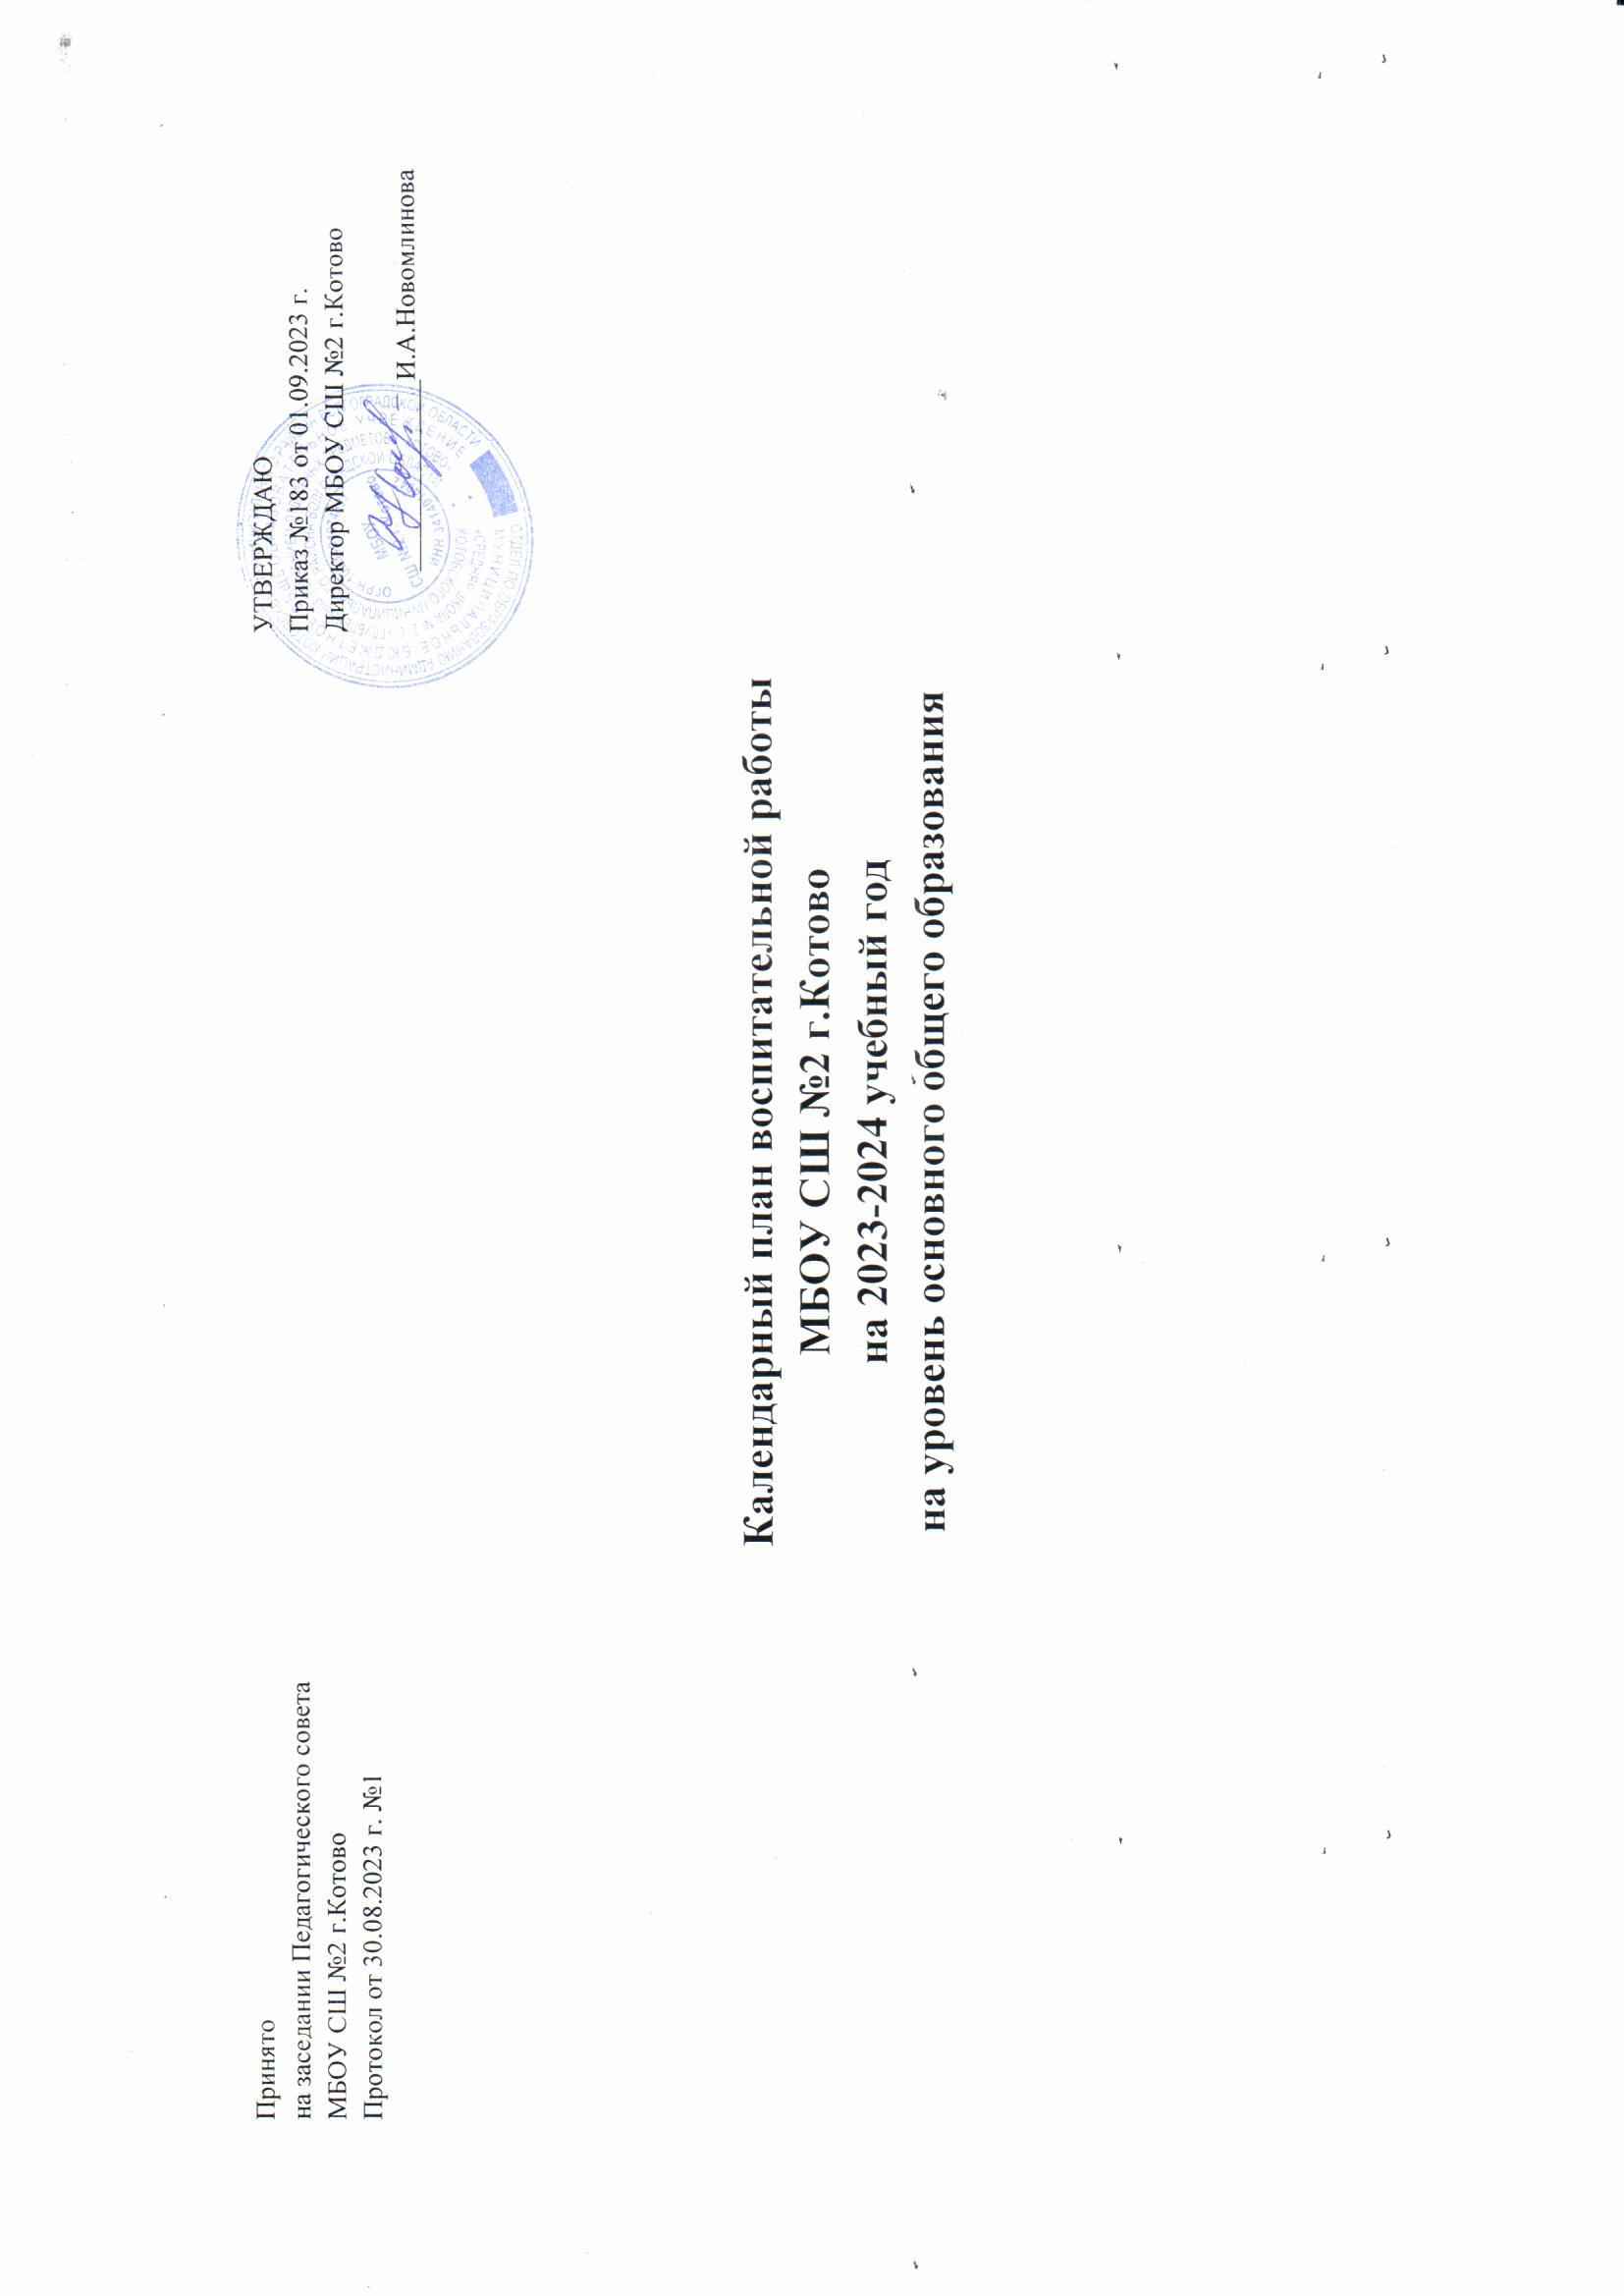 Принято
на заседании Педагогического совета
МБОУ СШ №2 г.Котово
Протокол от 30.08.2023 г. №1
УТВЕРЖДАЮ
Приказ №183 от 01.09.2023 г.
Директор МБОУ СШ №2 г.Котово
И.А.Новомлинова
Календарный план воспитательной работы
МБОУ СШ №2 г.Котово
на 2023-2024 учебный год
на уровень основного общего образования